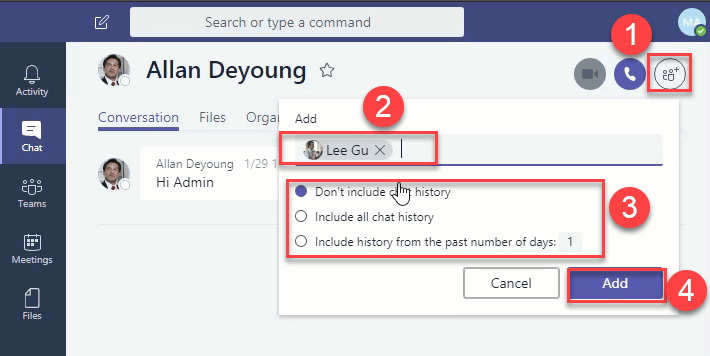 Search or type a command
MA
1
Activity
Chat
Teams
Meetings
Files
Allan Deyoung
Conversation Files Organ
Allan Deyoung 1/29 1
Hi Admin
2
Add
Lee Gu
3
Don't include chat history
Include all chat history
Include history from the past number of days: 1
4
Cancel Add